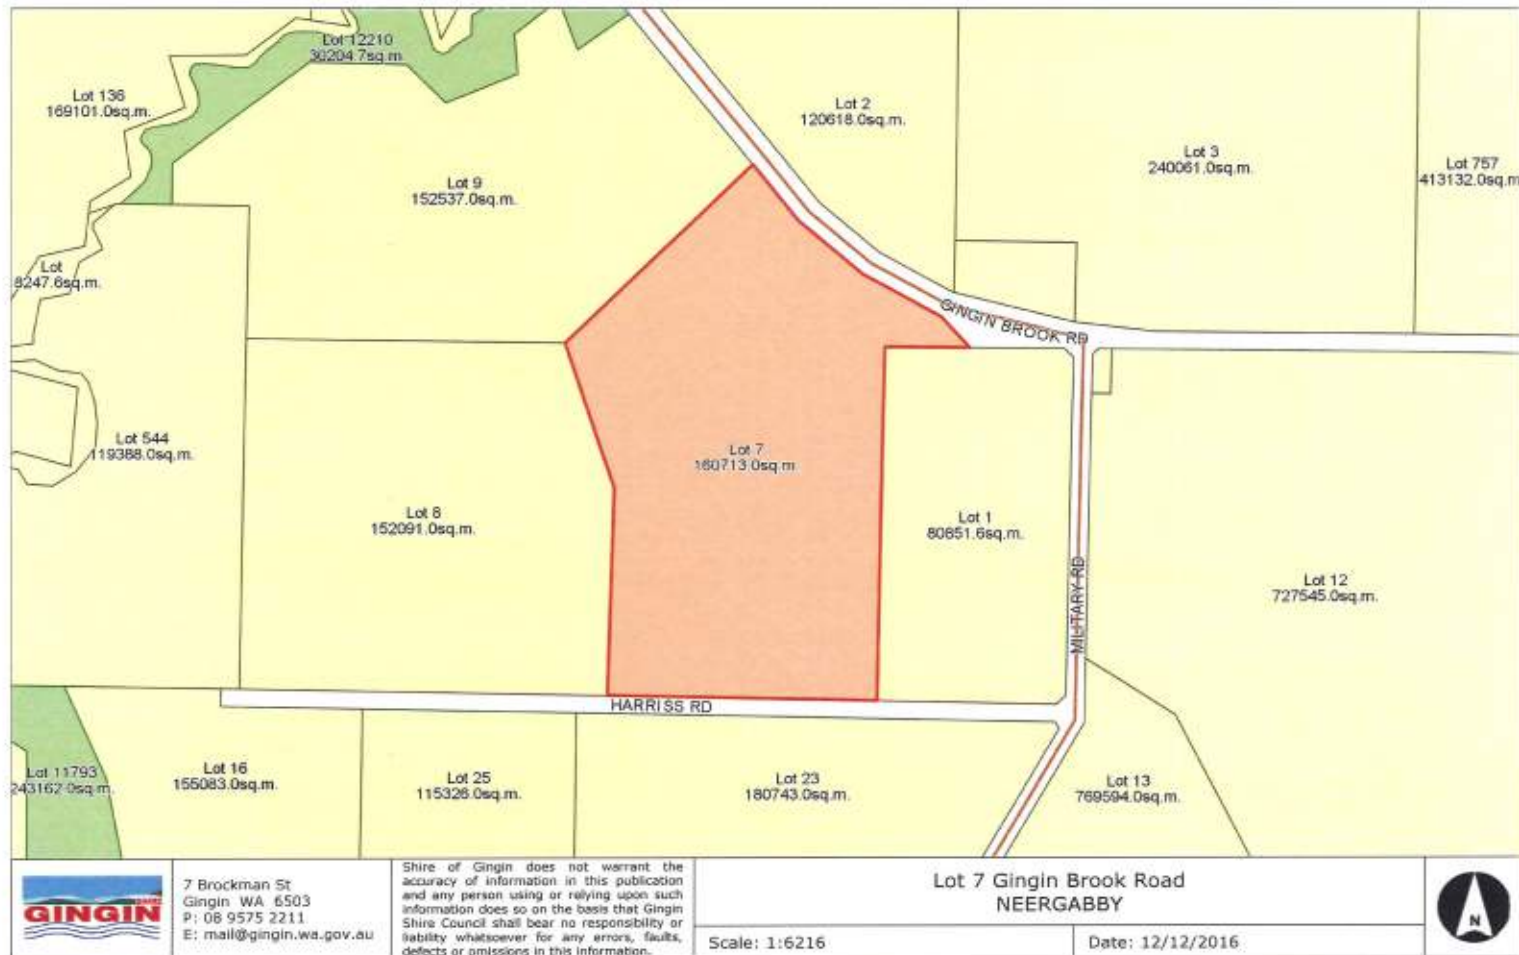 Lot 12210
30204.7sq.m
Lot 136
169101.0sq.m.
Lot 2
120618.0sq.m.
Lot 3
240061.0sq.m.
Lot 757
413132.0sq.m
Lot 9
152537.0sq.m.
Lot
8247.6sq.m.
GINGIN BROOK RD
Lot 544
119388.0sq.m.
Lot 7
160713.0sq.m
Lot 8
152091.0sq.m.
Lot 1
80851.6sq.m.
MILITARY RD
Lot 12
727545.0sq.m.
HARRISS RD
Lot 11793
243162.0sq.m.
Lot 16
155083.0sq.m.
Lot 25
115326.0sq.m.
Lot 23
180743.0sq.m.
Lot 13
769594.0sq.m.
GINGIN
7 Brockman St
Gingin WA 6503
P: 08 9575 2211
E: mail@gingin.wa.gov.au
Shire of Gingin does not warrant the
accuracy of information in this publication
and any person using or relying upon such
information does so on the basis that Gingin
Shire Council shall bear no responsibility or
liability whatsoever for any errors, faults,
defects or omissions in this information.
Lot 7 Gingin Brook Road
NEERGABBY
Scale: 1:6216
Date: 12/12/2016
N